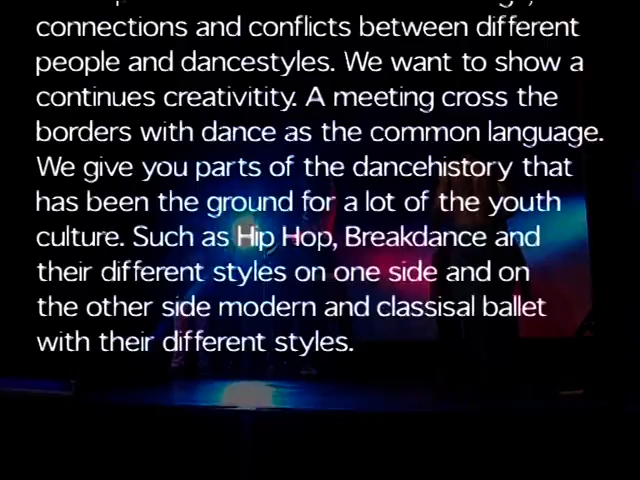 connections and conflicts between different
people and dancestyles. We want to show a
continues creativitity. A meeting cross the
borders with dance as the common language.
We give you parts of the dancehistory that
has been the ground for a lot of the youth
culture. Such as Hip Hop, Breakdance and
their different styles on one side and on
the other side modern and classisal ballet
with their different styles.